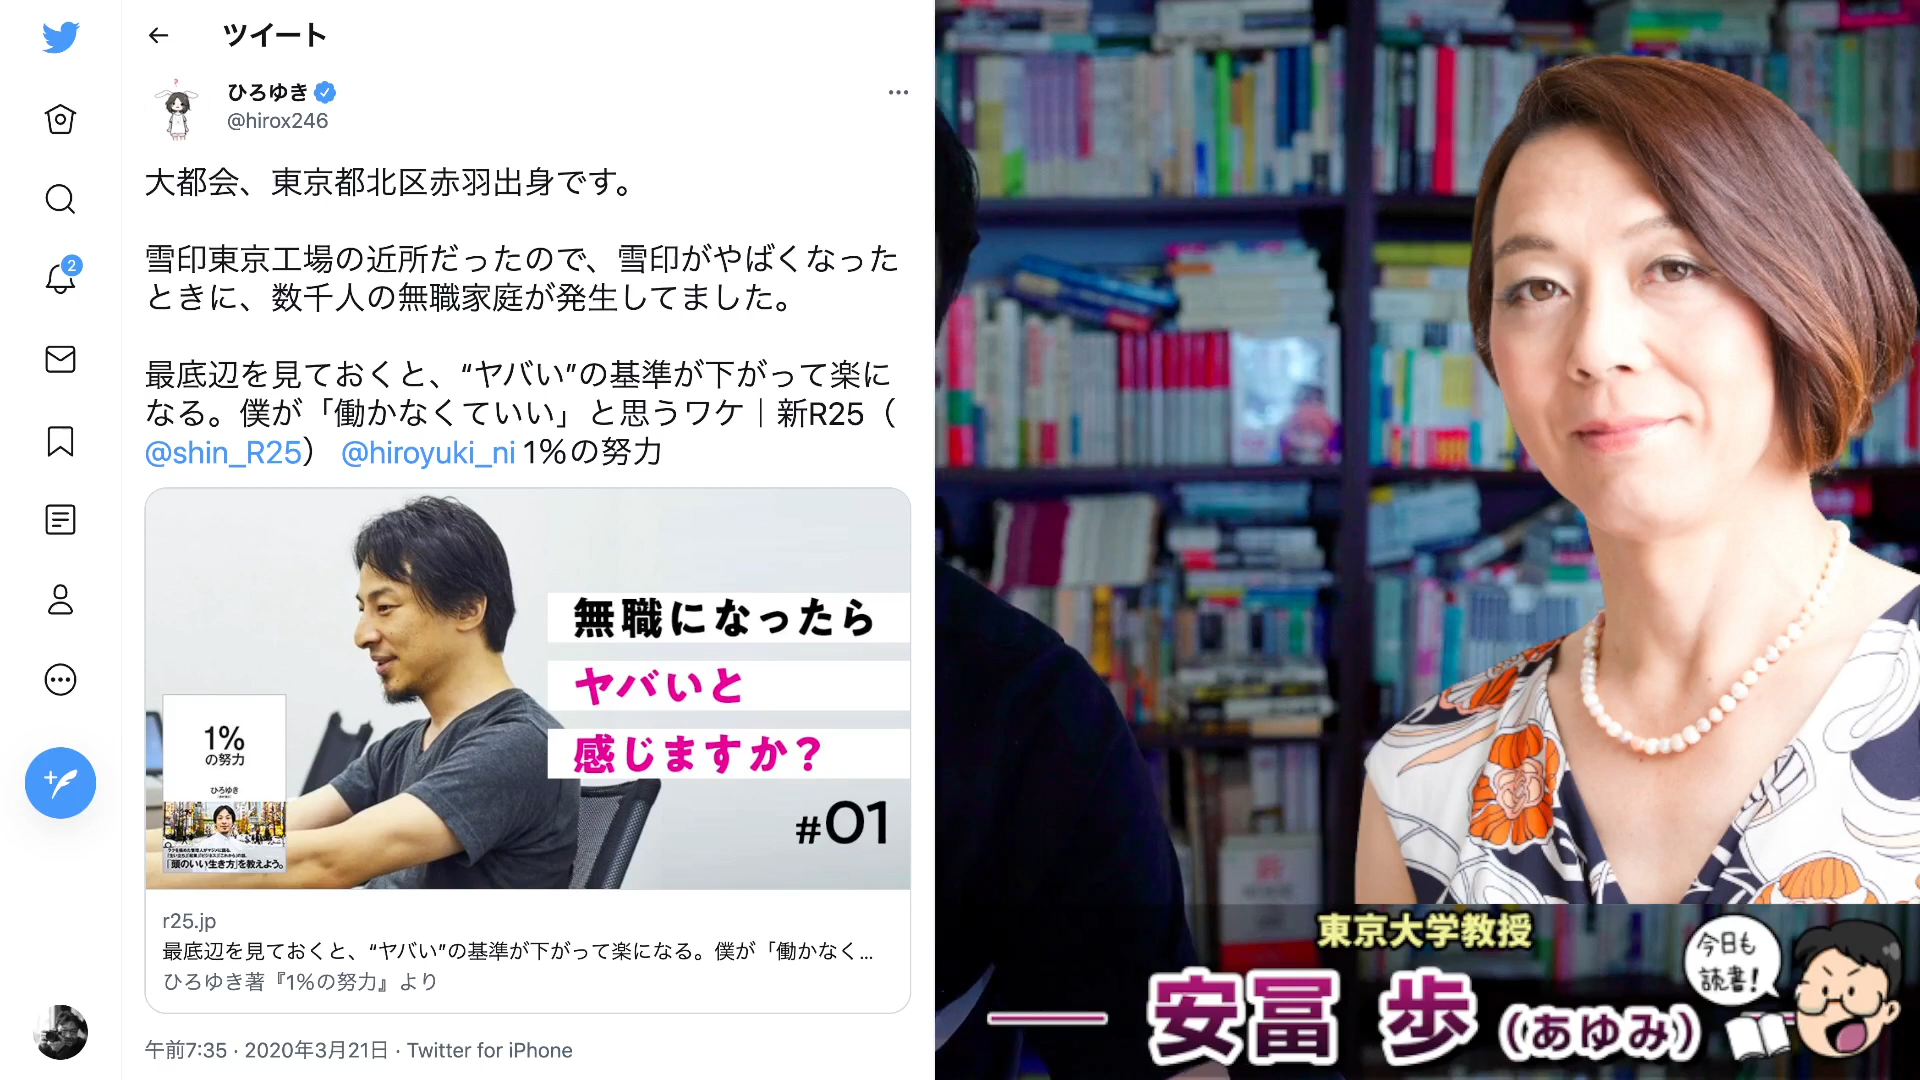 ツイート
ひろゆき
@hirox246
2
大都会、東京都北区赤羽出身です。
雪印東京工場の近所だったので、雪印がやばくなった
ときに、数千人の無職家庭が発生してました。
最底辺を見ておくと、“ヤバい”の基準が下がって楽に
なる。僕が「働かなくていい」と思うワケ｜新R25（
@shin_R25） @hiroyuki_ni 1%の努力
無職になったら
ヤバいと
感じますか？
#01
1%
の努力
ひろゆき
「頭のいい生き方」を教えよう。
r25.jp
最底辺を見ておくと、“ヤバい”の基準が下がって楽になる。僕が「働かなく...
ひろゆき著『1%の努力』より
午前7:35 · 2020年3月21日 · Twitter for iPhone
東京大学教授
安冨 歩 (あゆみ)
今日も
読書！